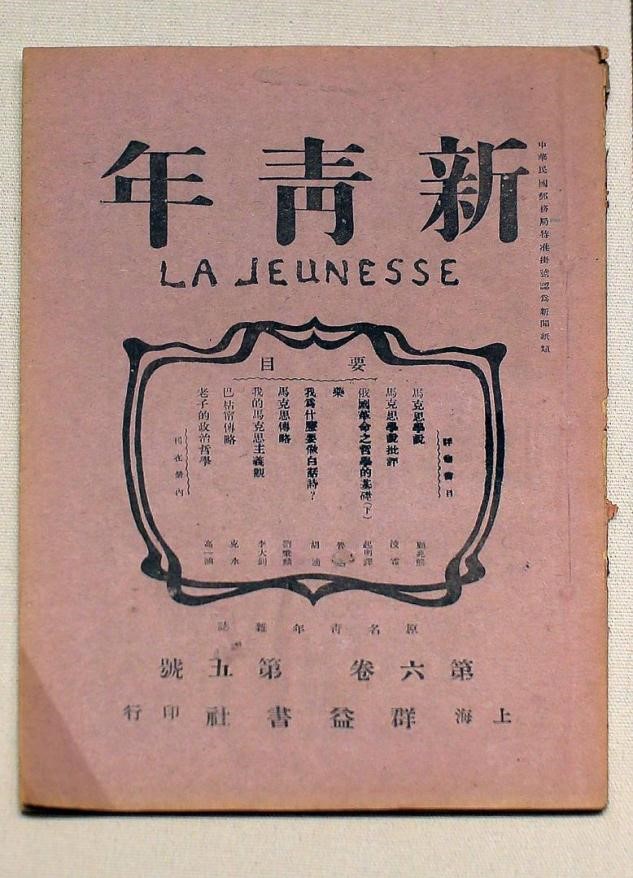 中華民國郵務局特准掛號認為新聞紙類
新青年
LA JEUNESSE
要目
馬克思學說 顧兆熊
馬克思學說批評 凌霜
俄國革命之哲學的基礎(下) 起明譯
藥 魯迅
我為什麼要做白話詩? 胡適
馬克思傳略 劉秉麟
我的馬克思主義觀 李大釗
巴枯寧傳略 克水
老子的政治哲學 高一涵
原名青年雜誌
第六卷 第五號
上海 群益書社 印行